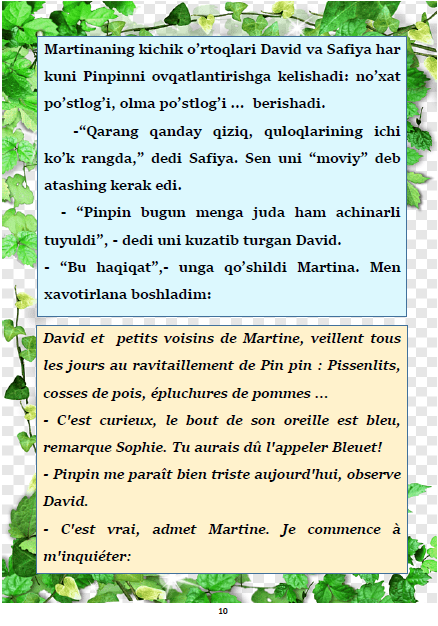 Martinaning kichik o’rtoqlari David va Safiya har
kuni Pinpinni ovqatlantirishga kelishadi: no’xat
po’stlog’i, olma po’stlog’i ... berishadi.
-“Qarang qanday qiziq, quloqlarining ichi
ko’k rangda,” dedi Safiya. Sen uni “moviy” deb
atashing kerak edi.
- “Pinpin bugun menga juda ham achinarli
tuyuldi”, - dedi uni kuzatib turgan David.
- “Bu haqiqat”,- unga qo’shildi Martina. Men
xavotirlana boshladim:
David et petits voisins de Martine, veillent tous
les jours au ravitaillement de Pin pin : Pissenlits,
cosses de pois, épluchures de pommes ...
- C'est curieux, le bout de son oreille est bleu,
remarque Sophie. Tu aurais dû l'appeler Bleuet!
- Pinpin me paraît bien triste aujourd'hui, observe
David.
- C'est vrai, admet Martine. Je commence à
m'inquiéter:
10